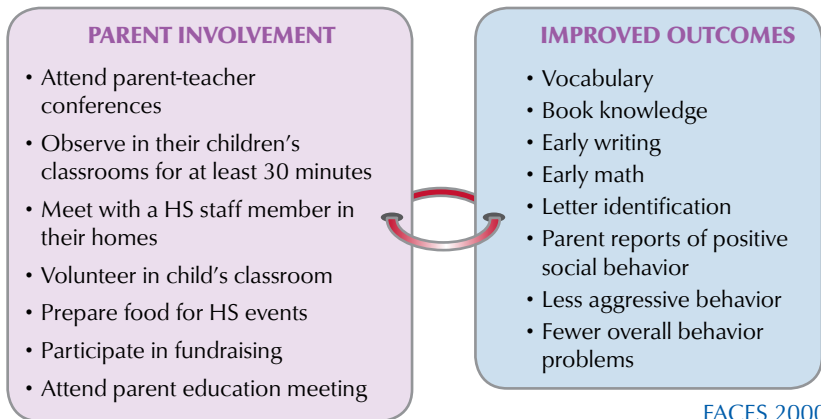 PARENT INVOLVEMENT
• Attend parent-teacher
conferences
• Observe in their children’s
classrooms for at least 30 minutes
• Meet with a HS staff member in
their homes
• Volunteer in child’s classroom
• Prepare food for HS events
• Participate in fundraising
• Attend parent education meeting
IMPROVED OUTCOMES
• Vocabulary
• Book knowledge
• Early writing
• Early math
• Letter identification
• Parent reports of positive
social behavior
• Less aggressive behavior
• Fewer overall behavior
problems
FACES 2000